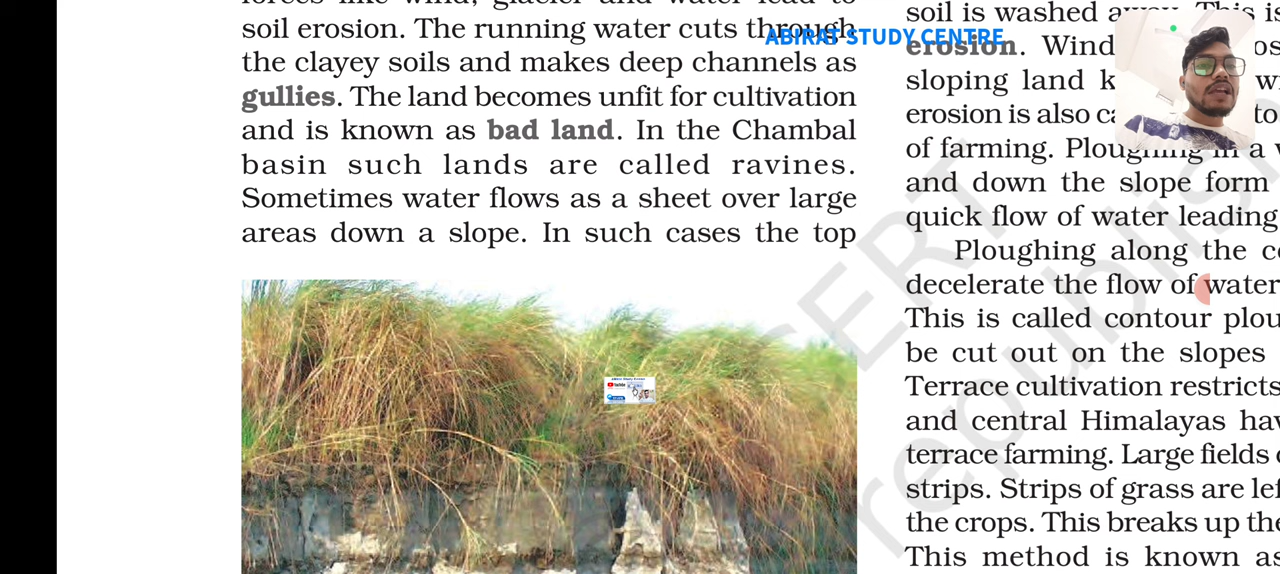 soil erosion. The running water cuts through
the clayey soils and makes deep channels as
gullies. The land becomes unfit for cultivation
and is known as bad land. In the Chambal
basin such lands are called ravines.
Sometimes water flows as a sheet over large
areas down a slope. In such cases the top
ABIRAT STUDY CENTRE
soil is washed
erosion. Wind
sloping land
erosion is also
of farming. Ploughing in a
and down the slope form
quick flow of water leading
Ploughing along the
decelerate the flow of water
This is called contour
be cut out on the slopes
Terrace cultivation restricts
and central Himalayas
terrace farming. Large fields
strips. Strips of grass are
the crops. This breaks up the
This method is known as